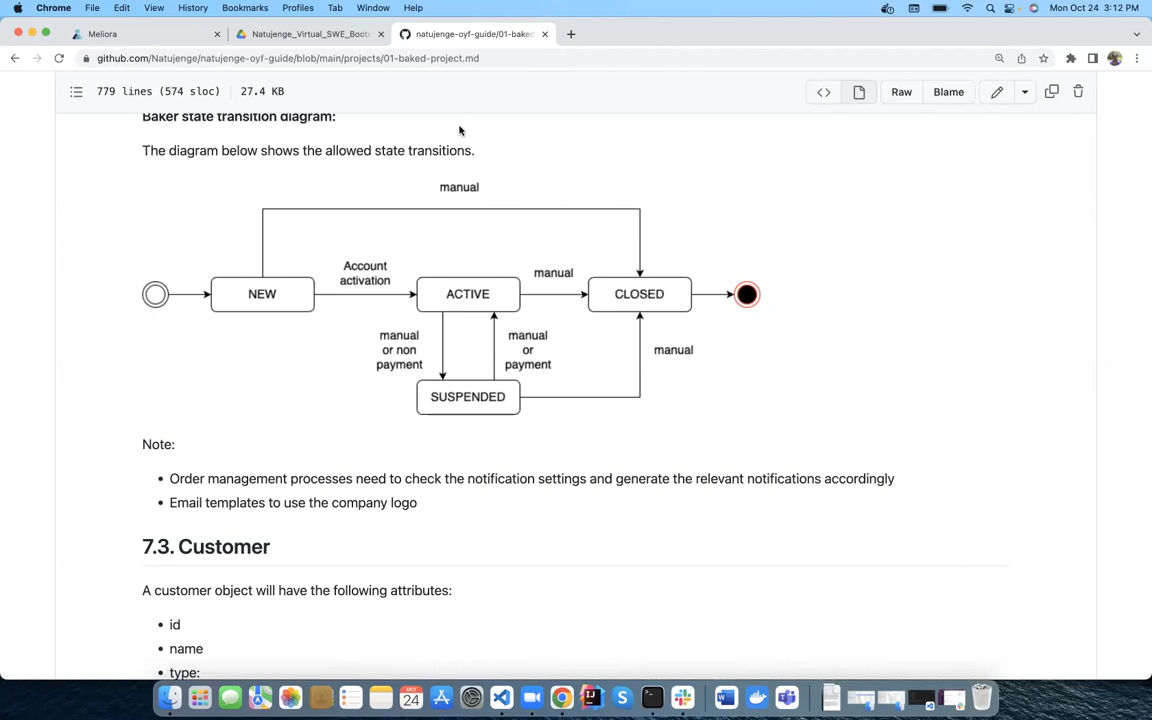 Chrome File Edit View History Bookmarks Profiles Tab Window Help Mon Oct 24 3:12 PM
Meliora Natujenge_Virtual_SWE_Boot natujenge-oyf-guide/01-baked
github.com/Natujenge/natujenge-oyf-guide/blob/main/projects/01-baked-project.md
779 lines (574 sloc) 27.4 KB Raw Blame
Baker state transition diagram:
The diagram below shows the allowed state transitions.
manual
Account
activation
manual
NEW ACTIVE CLOSED
manual
or non
payment
manual
or
payment
manual
SUSPENDED
Note:
• Order management processes need to check the notification settings and generate the relevant notifications accordingly
• Email templates to use the company logo
7.3. Customer
A customer object will have the following attributes:
• id
• name
• type:
OCT
24